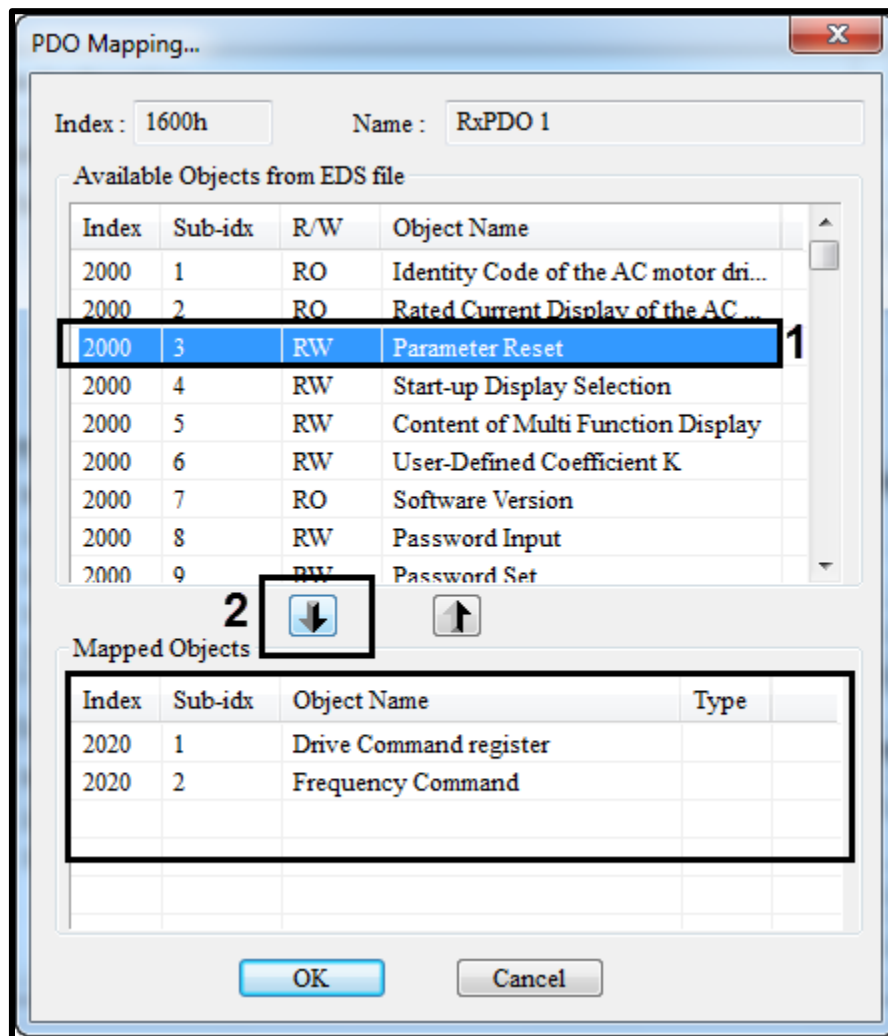 PDO Mapping...
Index : 1600h Name : RxPDO 1
Available Objects from EDS file
Index Sub-idx R/W Object Name
2000 1 RO Identity Code of the AC motor dri...
2000 2 RO Rated Current Display of the AC ...
2000 3 RW Parameter Reset 1
2000 4 RW Start-up Display Selection
2000 5 RW Content of Multi Function Display
2000 6 RW User-Defined Coefficient K
2000 7 RO Software Version
2000 8 RW Password Input
2000 9 RW Password Set
2
Mapped Objects
Index Sub-idx Object Name Type
2020 1 Drive Command register
2020 2 Frequency Command
OK Cancel